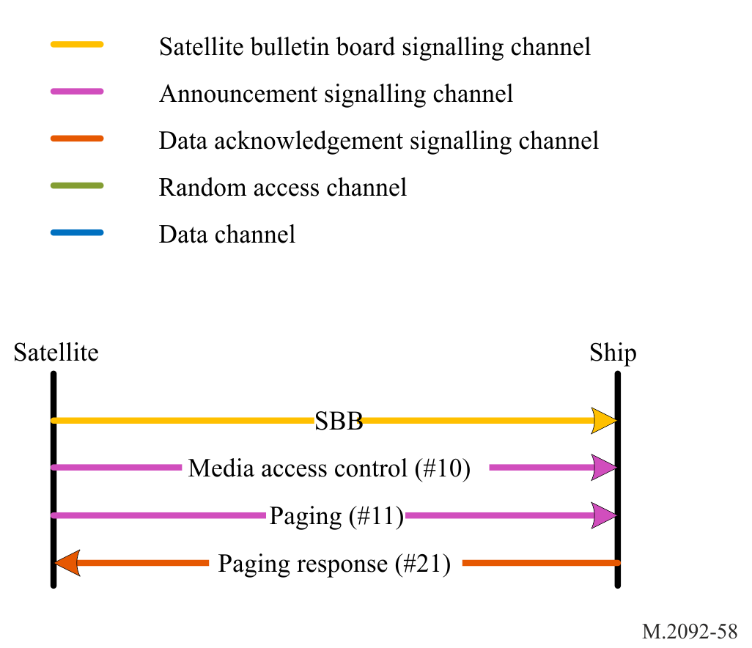 Satellite bulletin board signalling channel
Announcement signalling channel
Data acknowledgement signalling channel
Random access channel
Data channel
Satellite
Ship
SBB
Media access control (#10)
Paging (#11)
Paging response (#21)
M.2092-58